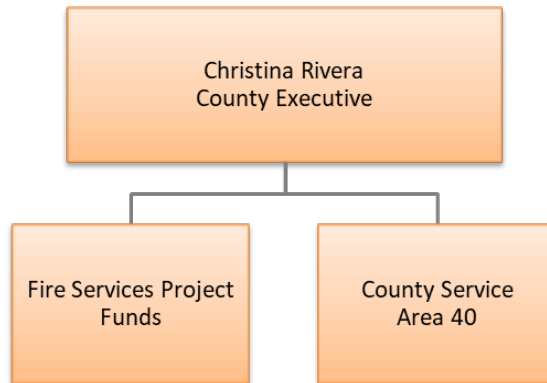 Christina Rivera
County Executive
Fire Services Project
Funds
County Service
Area 40